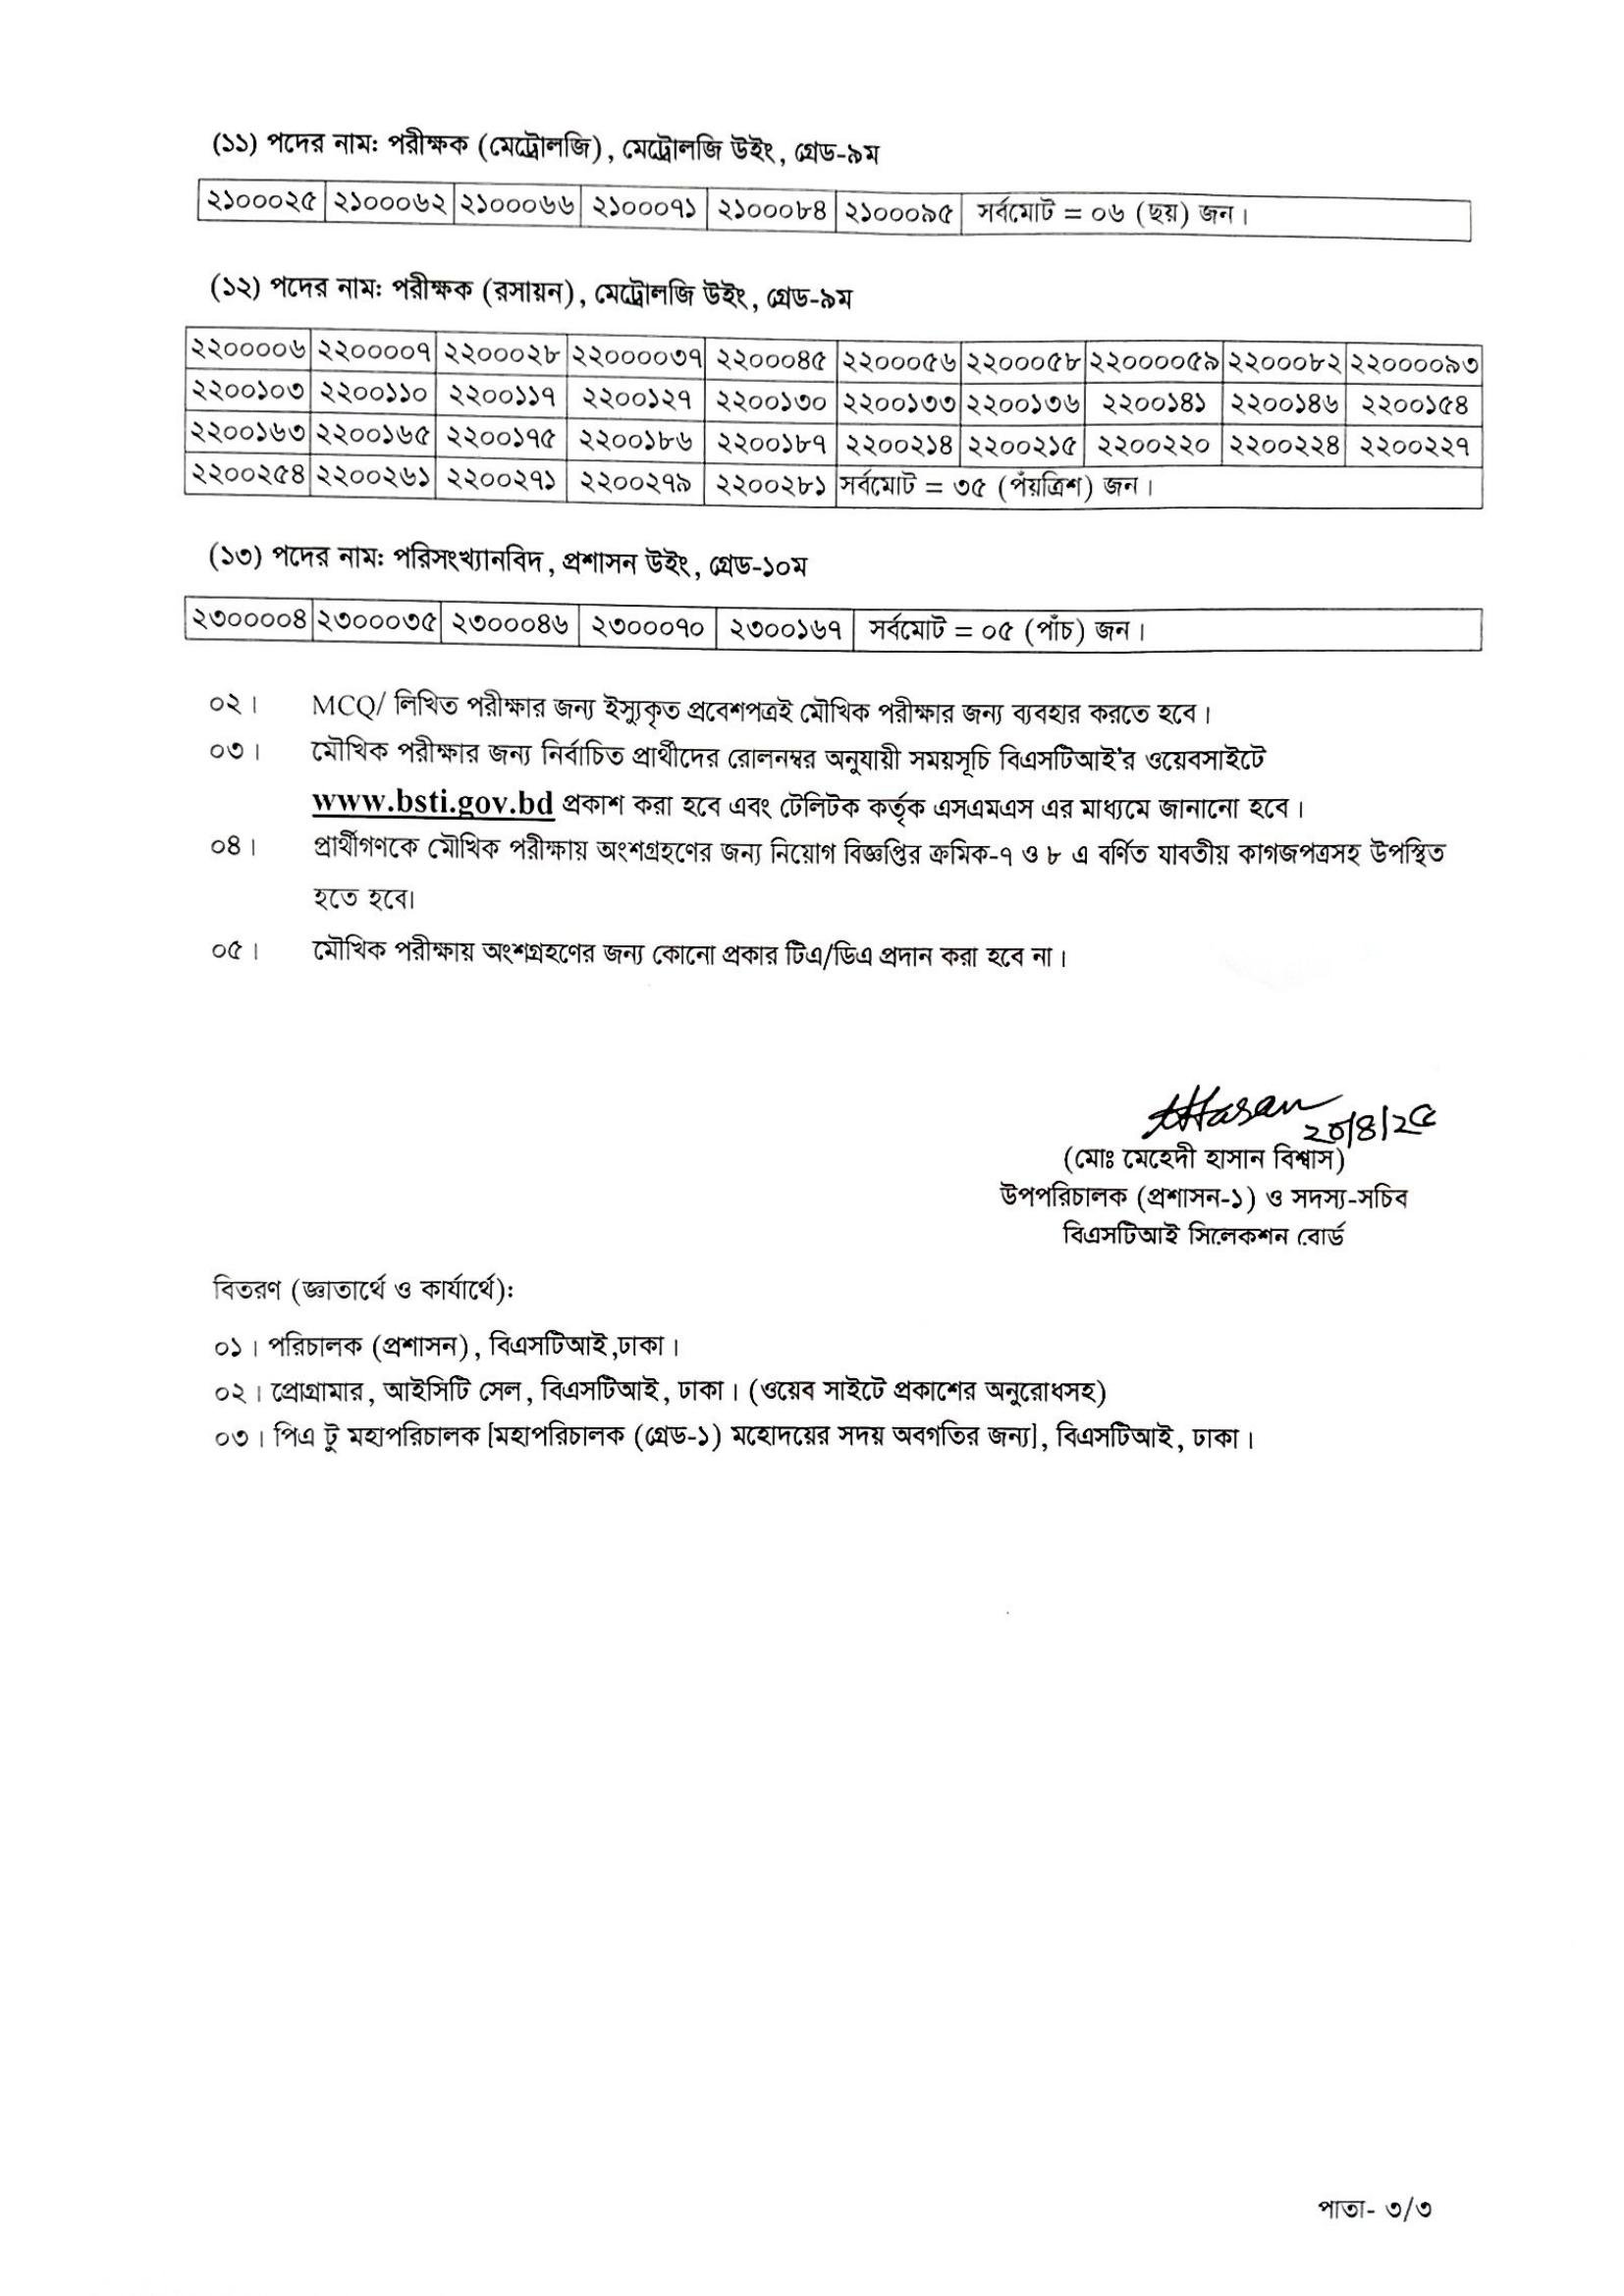 (১১) পদের নাম: পরীক্ষক (মেট্রোলজি), মেট্রোলজি উইং, গ্রেড-৯ম
২১০০০২৫ ২১০০০৬২ ২১০০০৬৬ ২১০০০৭১ ২১০০০৮৪ ২১০০০৯৫ সর্বমোট = ০৬ (ছয়) জন।
(১২) পদের নাম: পরীক্ষক (রসায়ন), মেট্রোলজি উইং, গ্রেড-৯ম
২২০০০০৬ ২২০০০০৭ ২২০০০২৮ ২২০০০০৩৭ ২২০০০৪৫ ২২০০০৫৬ ২২০০০৫৮ ২২০০০০৫৯ ২২০০০৮২ ২২০০০০৯৩
২২০০১০৩ ২২০০১১০ ২২০০১১৭ ২২০০১২৭ ২২০০১৩০ ২২০০১৩৩ ২২০০১৩৬ ২২০০১৪১ ২২০০১৪৬ ২২০০১৫৪
২২০০১৬৩ ২২০০১৬৫ ২২০০১৭৫ ২২০০১৮৬ ২২০০১৮৭ ২২০০২১৪ ২২০০২১৫ ২২০০২২০ ২২০০২২৪ ২২০০২২৭
২২০০২৫৪ ২২০০২৬১ ২২০০২৭১ ২২০০২৭৯ ২২০০২৮১ সর্বমোট = ৩৫ (পঁয়ত্রিশ) জন।
(১৩) পদের নাম: পরিসংখ্যানবিদ, প্রশাসন উইং, গ্রেড-১০ম
২৩০০০০৪ ২৩০০০৩৫ ২৩০০০৪৬ ২৩০০০৭০ ২৩০০১৬৭ সর্বমোট = ০৫ (পাঁচ) জন।
০২। MCQ/ লিখিত পরীক্ষার জন্য ইস্যুকৃত প্রবেশপত্রই মৌখিক পরীক্ষার জন্য ব্যবহার করতে হবে।
০৩। মৌখিক পরীক্ষার জন্য নির্বাচিত প্রার্থীদের রোলনম্বর অনুযায়ী সময়সূচি বিএসটিআই'র ওয়েবসাইটে
www.bsti.gov.bd প্রকাশ করা হবে এবং টেলিটক কর্তৃক এসএমএস এর মাধ্যমে জানানো হবে।
০৪। প্রার্থীগণকে মৌখিক পরীক্ষায় অংশগ্রহণের জন্য নিয়োগ বিজ্ঞপ্তির ক্রমিক-৭ ও ৮ এ বর্ণিত যাবতীয় কাগজপত্রসহ উপস্থিত
হতে হবে।
০৫। মৌখিক পরীক্ষায় অংশগ্রহণের জন্য কোনো প্রকার টিএ/ডিএ প্রদান করা হবে না।
Hasan
২০/৪/২৫
(মোঃ মেহেদী হাসান বিশ্বাস)
উপপরিচালক (প্রশাসন-১) ও সদস্য-সচিব
বিএসটিআই সিলেকশন বোর্ড
বিতরণ (জ্ঞাতার্থে ও কার্যার্থে):
০১। পরিচালক (প্রশাসন), বিএসটিআই,ঢাকা।
০২। প্রোগ্রামার, আইসিটি সেল, বিএসটিআই, ঢাকা। (ওয়েব সাইটে প্রকাশের অনুরোধসহ)
০৩। পিএ টু মহাপরিচালক [মহাপরিচালক (গ্রেড-১) মহোদয়ের সদয় অবগতির জন্য], বিএসটিআই, ঢাকা।
পাতা- ৩/৩